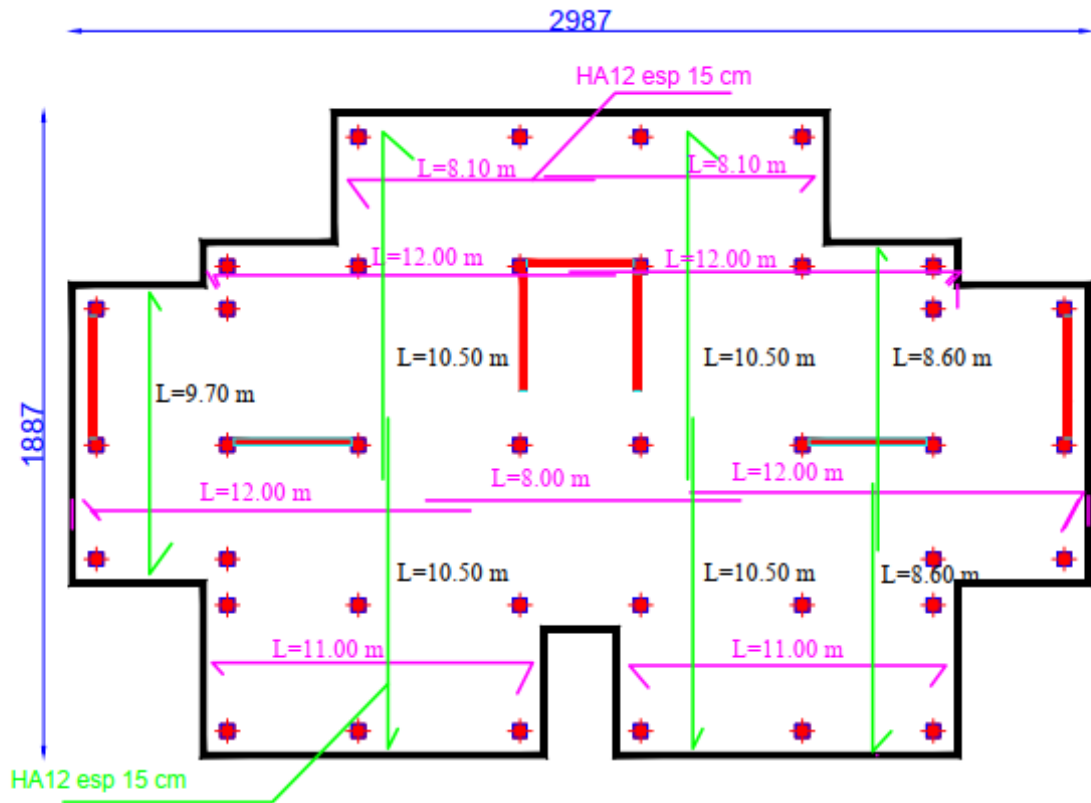 2987
HA12 esp 15 cm
L=8.10 m
L=8.10 m
L=12.00 m
L=12.00 m
L=10.50 m
L=10.50 m
L=8.60 m
L=9.70 m
1887
L=12.00 m
L=8.00 m
L=12.00 m
L=10.50 m
L=10.50 m
L=8.60 m
L=11.00 m
L=11.00 m
HA12 esp 15 cm